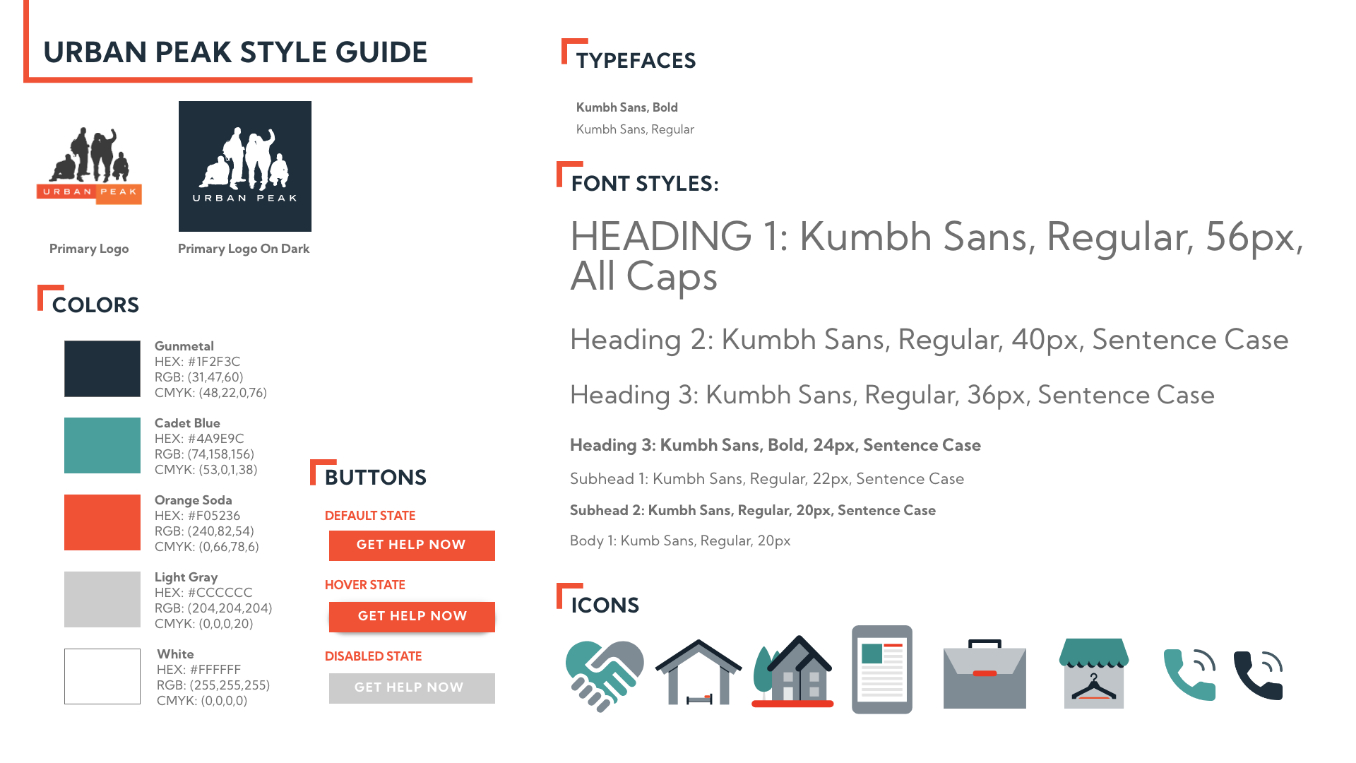 URBAN PEAK STYLE GUIDE
URBAN PEAK
URBAN PEAK
Primary Logo
Primary Logo On Dark
COLORS
Gunmetal
HEX: #1F2F3C
RGB: (31,47,60)
CMYK: (48,22,0,76)
Cadet Blue
HEX: #4A9E9C
RGB: (74,158,156)
CMYK: (53,0,1,38)
Orange Soda
HEX: #F05236
RGB: (240,82,54)
CMYK: (0,66,78,6)
Light Gray
HEX: #CCCCCC
RGB: (204,204,204)
CMYK: (0,0,0,20)
White
HEX: #FFFFFF
RGB: (255,255,255)
CMYK: (0,0,0,0)
BUTTONS
DEFAULT STATE
GET HELP NOW
HOVER STATE
GET HELP NOW
DISABLED STATE
GET HELP NOW
TYPEFACES
Kumbh Sans, Bold
Kumbh Sans, Regular
FONT STYLES:
HEADING 1: Kumbh Sans, Regular, 56px,
All Caps
Heading 2: Kumbh Sans, Regular, 40px, Sentence Case
Heading 3: Kumbh Sans, Regular, 36px, Sentence Case
Heading 3: Kumbh Sans, Bold, 24px, Sentence Case
Subhead 1: Kumbh Sans, Regular, 22px, Sentence Case
Subhead 2: Kumbh Sans, Regular, 20px, Sentence Case
Body 1: Kumb Sans, Regular, 20px
ICONS